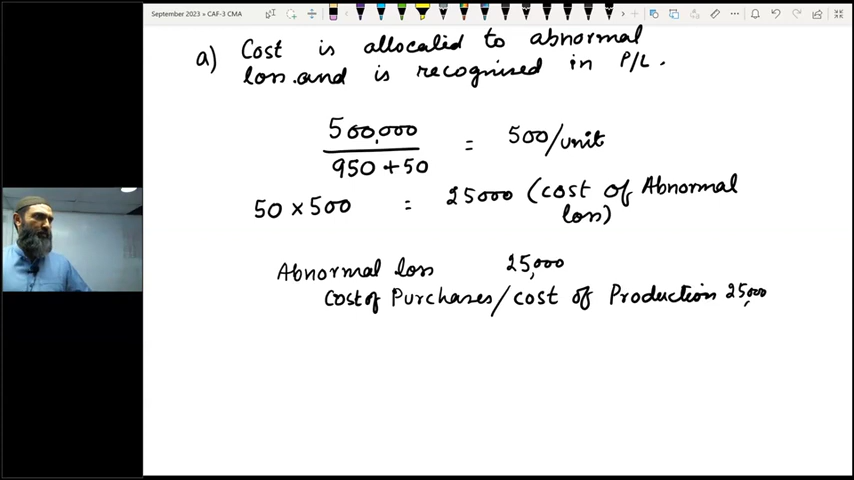 September 2023 » CAF-3 CMA
a) Cost is allocated to abnormal
loss. and is recognised in P/L.
500,000
950 + 50
= 500/unit
50 × 500 = 25000 (cost of Abnormal
loss)
Abnormal loss 25,000
Cost of Purchases/cost of Production 25,000